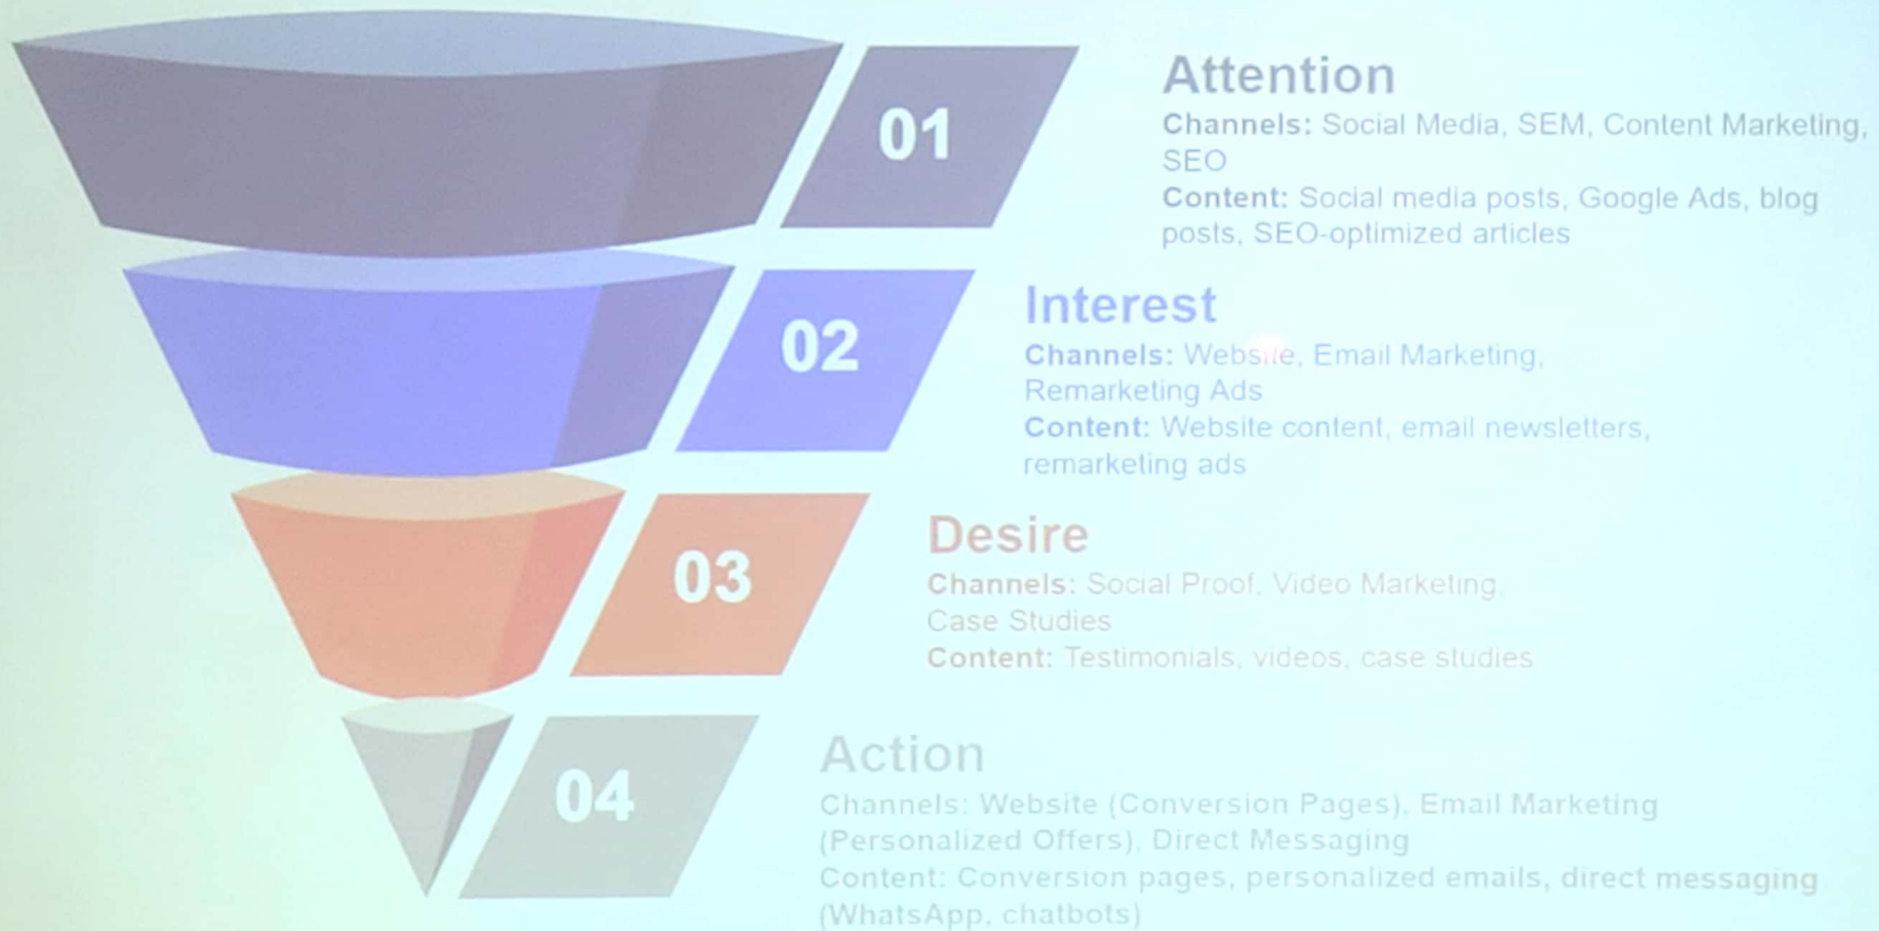 01
Attention
Channels: Social Media, SEM, Content Marketing,
SEO
Content: Social media posts, Google Ads, blog
posts, SEO-optimized articles
02
Interest
Channels: Website, Email Marketing,
Remarketing Ads
Content: Website content, email newsletters,
remarketing ads
03
Desire
Channels: Social Proof, Video Marketing,
Case Studies
Content: Testimonials, videos, case studies
04
Action
Channels: Website (Conversion Pages), Email Marketing
(Personalized Offers), Direct Messaging
Content: Conversion pages, personalized emails, direct messaging
(WhatsApp, chatbots)